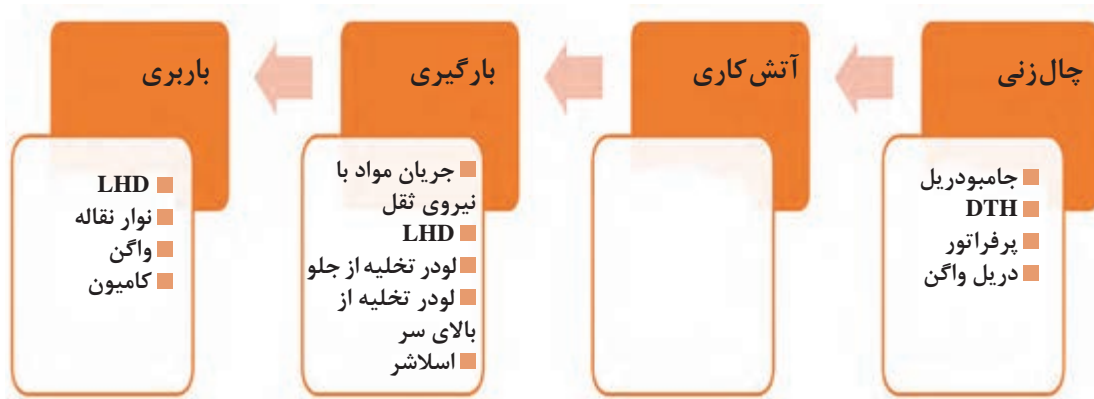 چال‌زنی
جامبودریل
DTH
پرفراتور
دریل واگن
آتش‌کاری
بارگیری
جریان مواد با
نیروی ثقل
LHD
لودر تخلیه از جلو
لودر تخلیه از
بالای سر
اسلاشر
باربری
LHD
نوار نقاله
واگن
کامیون